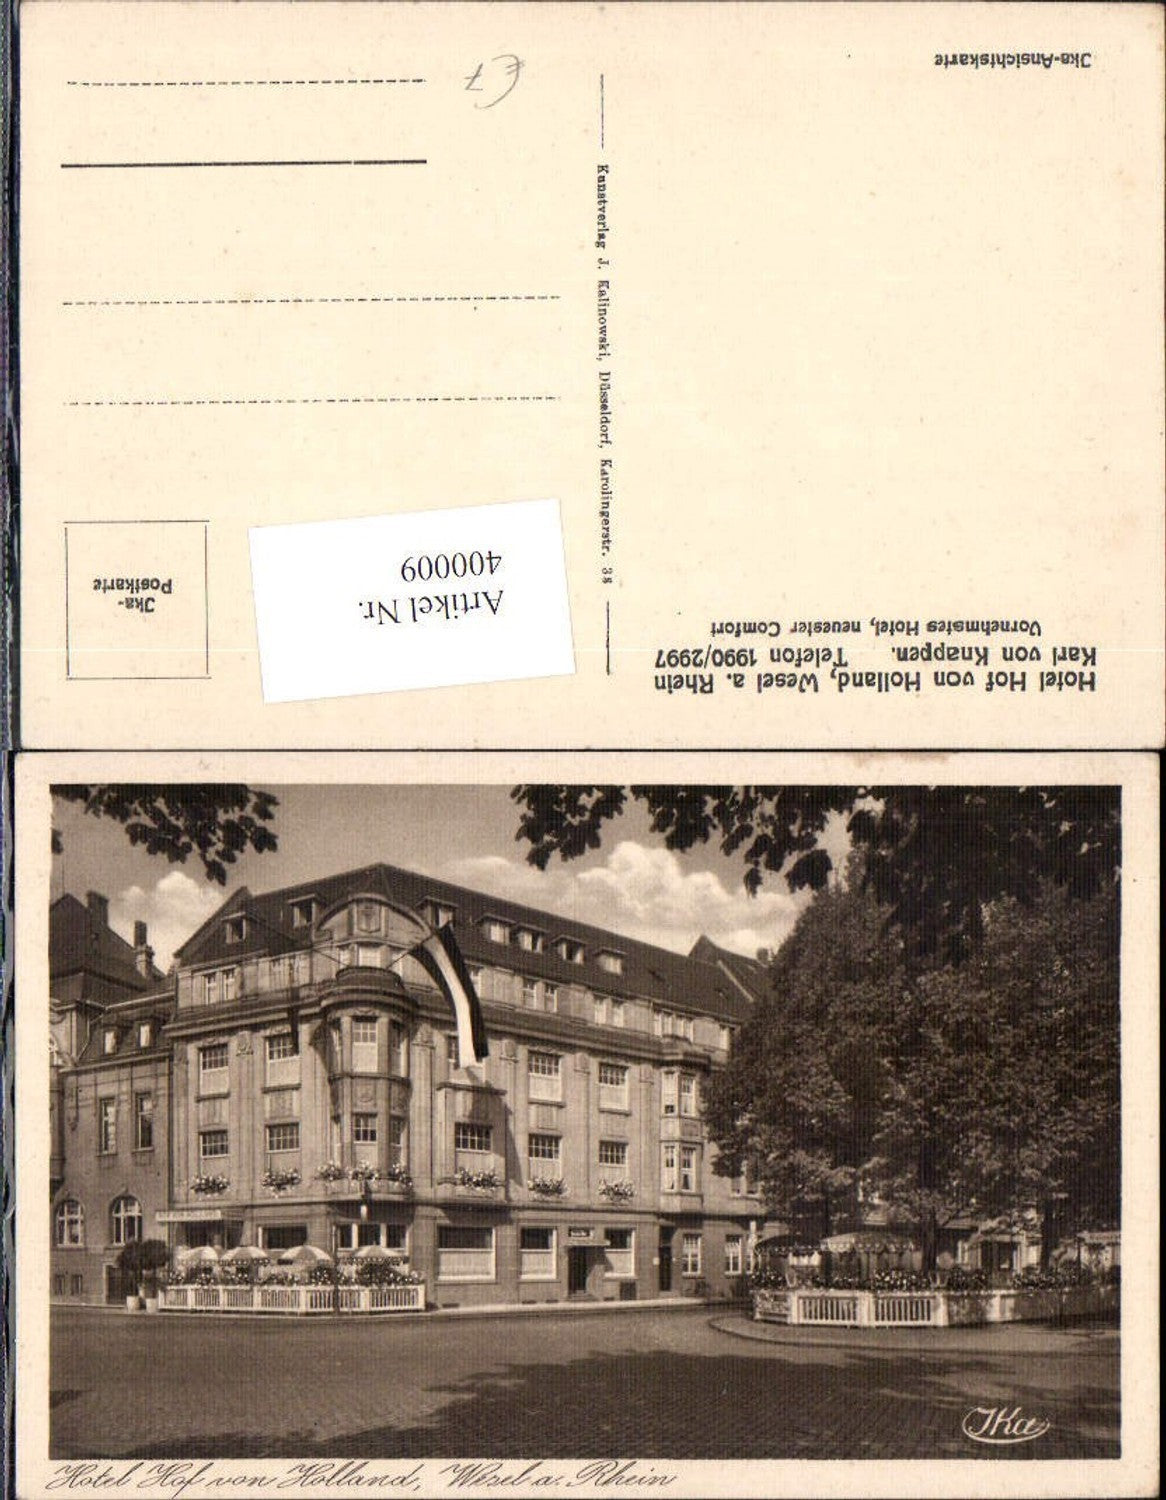 Hotel Hof von Holland, Wesel a. Rhein
Karl von Knappen. Telefon 1990/2997
Vornehmstes Hotel, neuester Comfort
Jka-Ansichtskarte
Kunstverlag J. Kalinowski, Düsseldorf, Karolingerstr. 38
Jka-
Postkarte
Artikel Nr.
400009
€7
JKa
Hotel Hof von Holland, Wesel a. Rhein